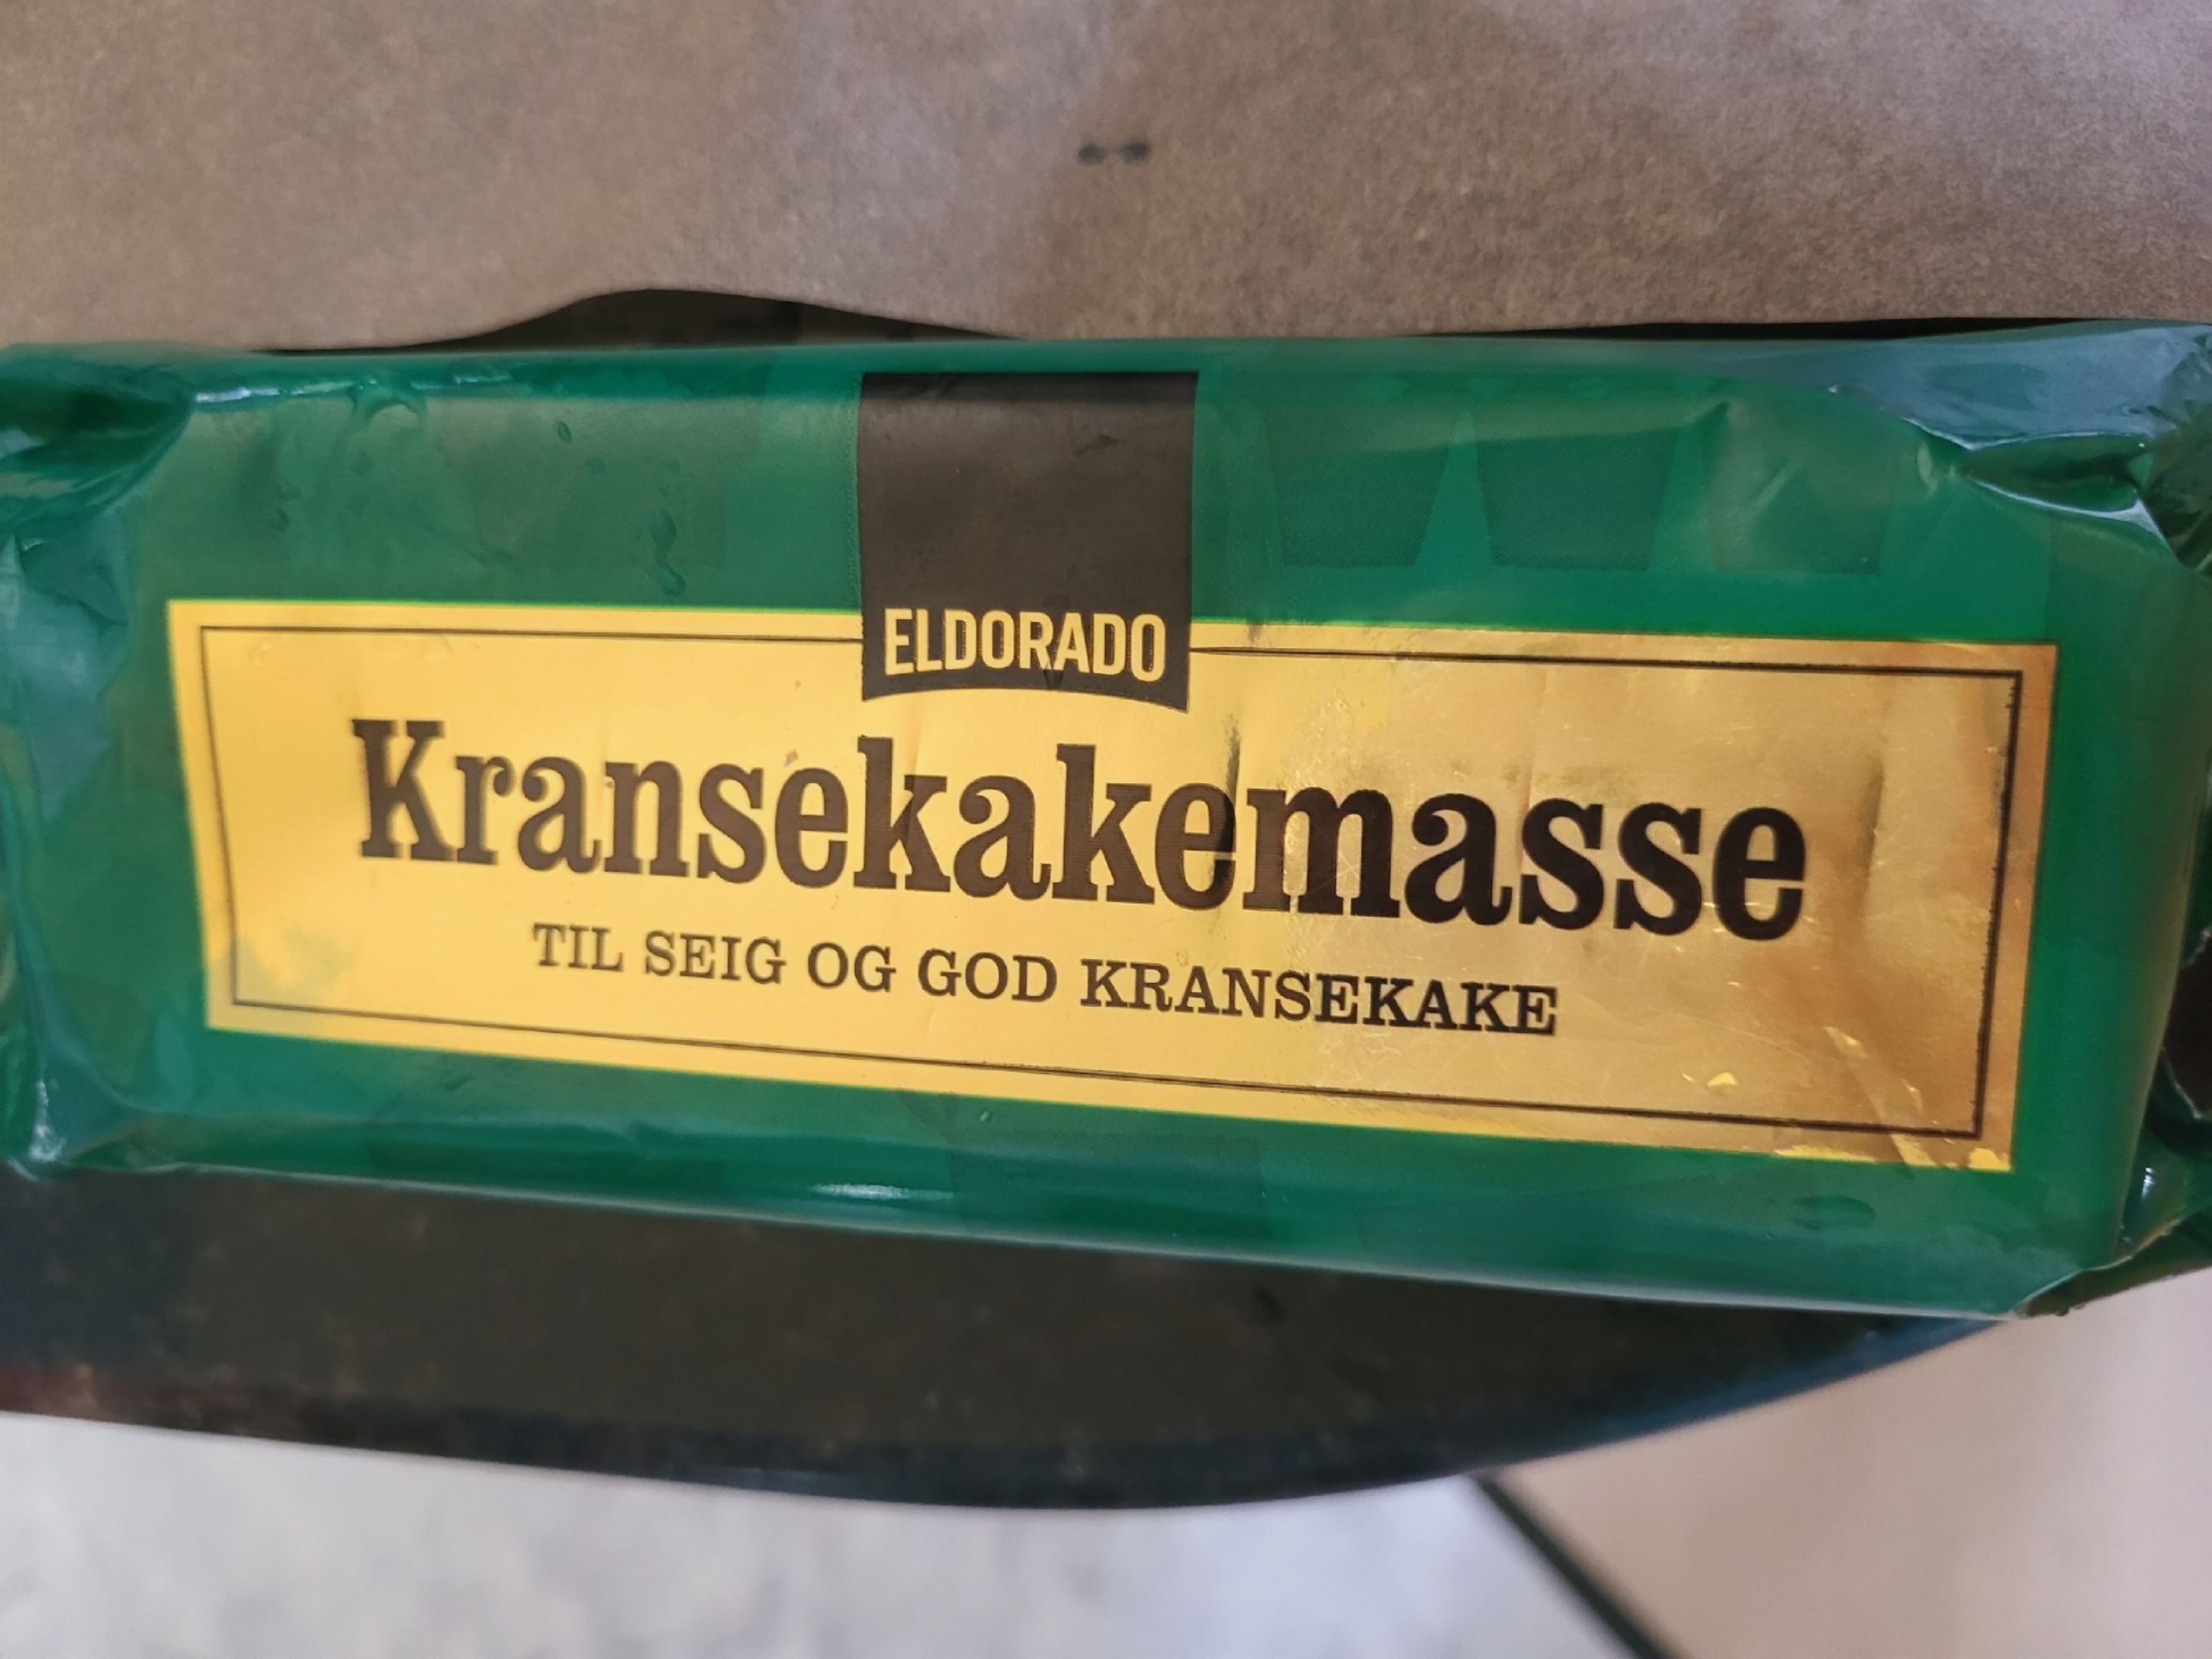 ELDORADO
Kransekakemasse
TIL SEIG OG GOD KRANSEKAKE